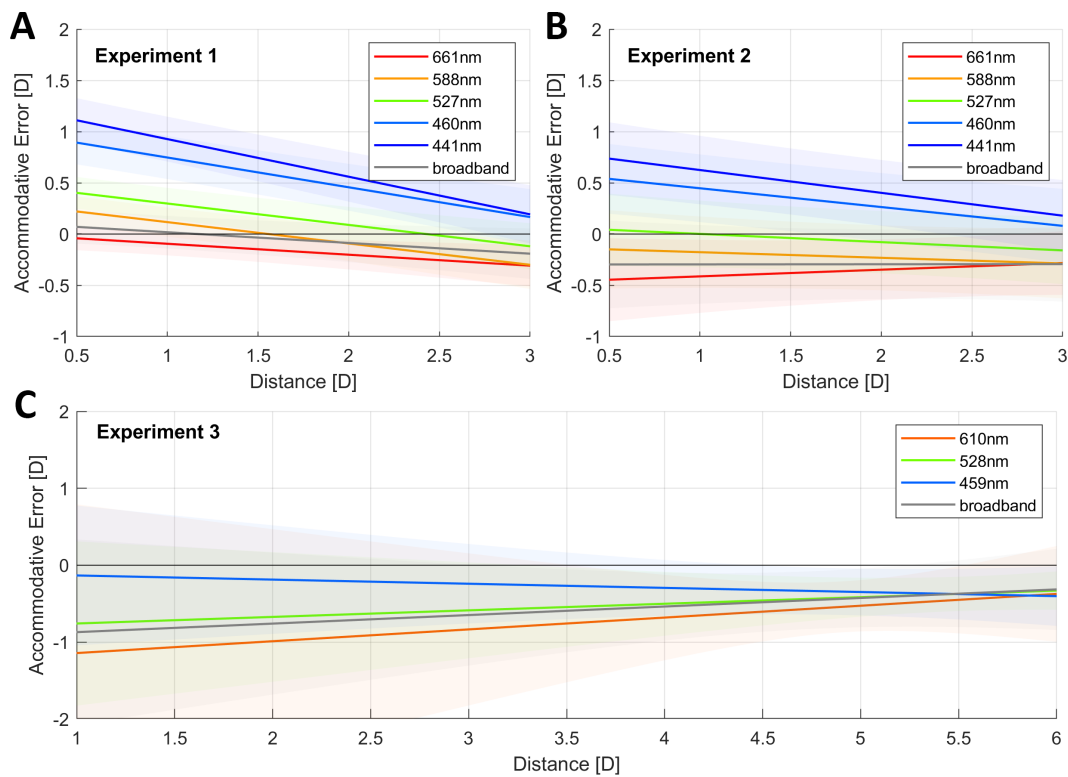 A
Experiment 1
661nm
588nm
527nm
460nm
441nm
broadband
2
1.5
1
0.5
0
-0.5
-1
Accommodative Error [D]
0.5
1
1.5
2
2.5
3
Distance [D]
B
Experiment 2
661nm
588nm
527nm
460nm
441nm
broadband
2
1.5
1
0.5
0
-0.5
-1
Accommodative Error [D]
0.5
1
1.5
2
2.5
3
Distance [D]
C
Experiment 3
610nm
528nm
459nm
broadband
2
1
0
-1
-2
Accommodative Error [D]
1
1.5
2
2.5
3
3.5
4
4.5
5
5.5
6
Distance [D]